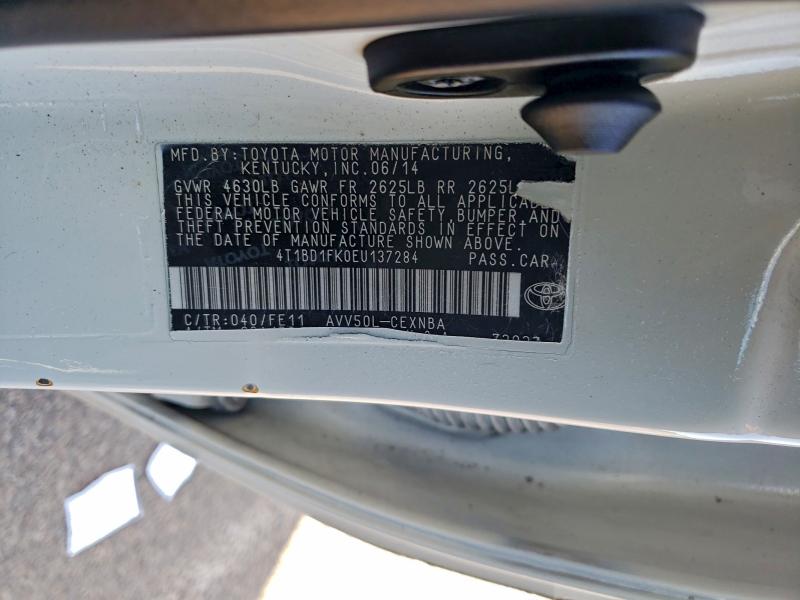 MFD.BY:TOYOTA MOTOR MANUFACTURING,
KENTUCKY,INC.06/14
GVWR 4630LB GAWR FR 2625LB RR 2625L
THIS VEHICLE CONFORMS TO ALL APPLICABLE
FEDERAL MOTOR VEHICLE SAFETY,BUMPER,AND
THEFT PREVENTION STANDARDS IN EFFECT ON
THE DATE OF MANUFACTURE SHOWN ABOVE.
4T1BD1FK0EU137284 PASS.CAR
C/TR:040/FE11 AVV50L-CEXNBA